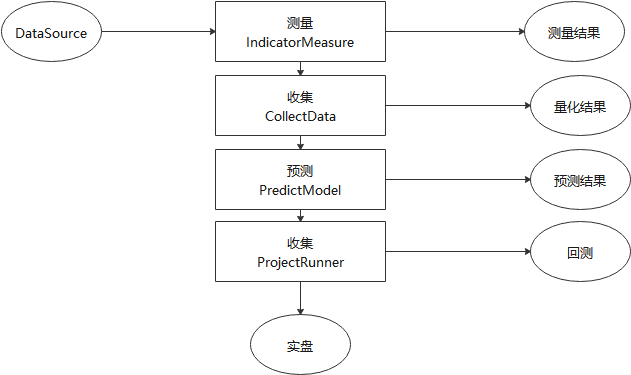 DataSource
测量
IndicatorMeasure
测量结果
收集
CollectData
量化结果
预测
PredictModel
预测结果
收集
ProjectRunner
回测
实盘